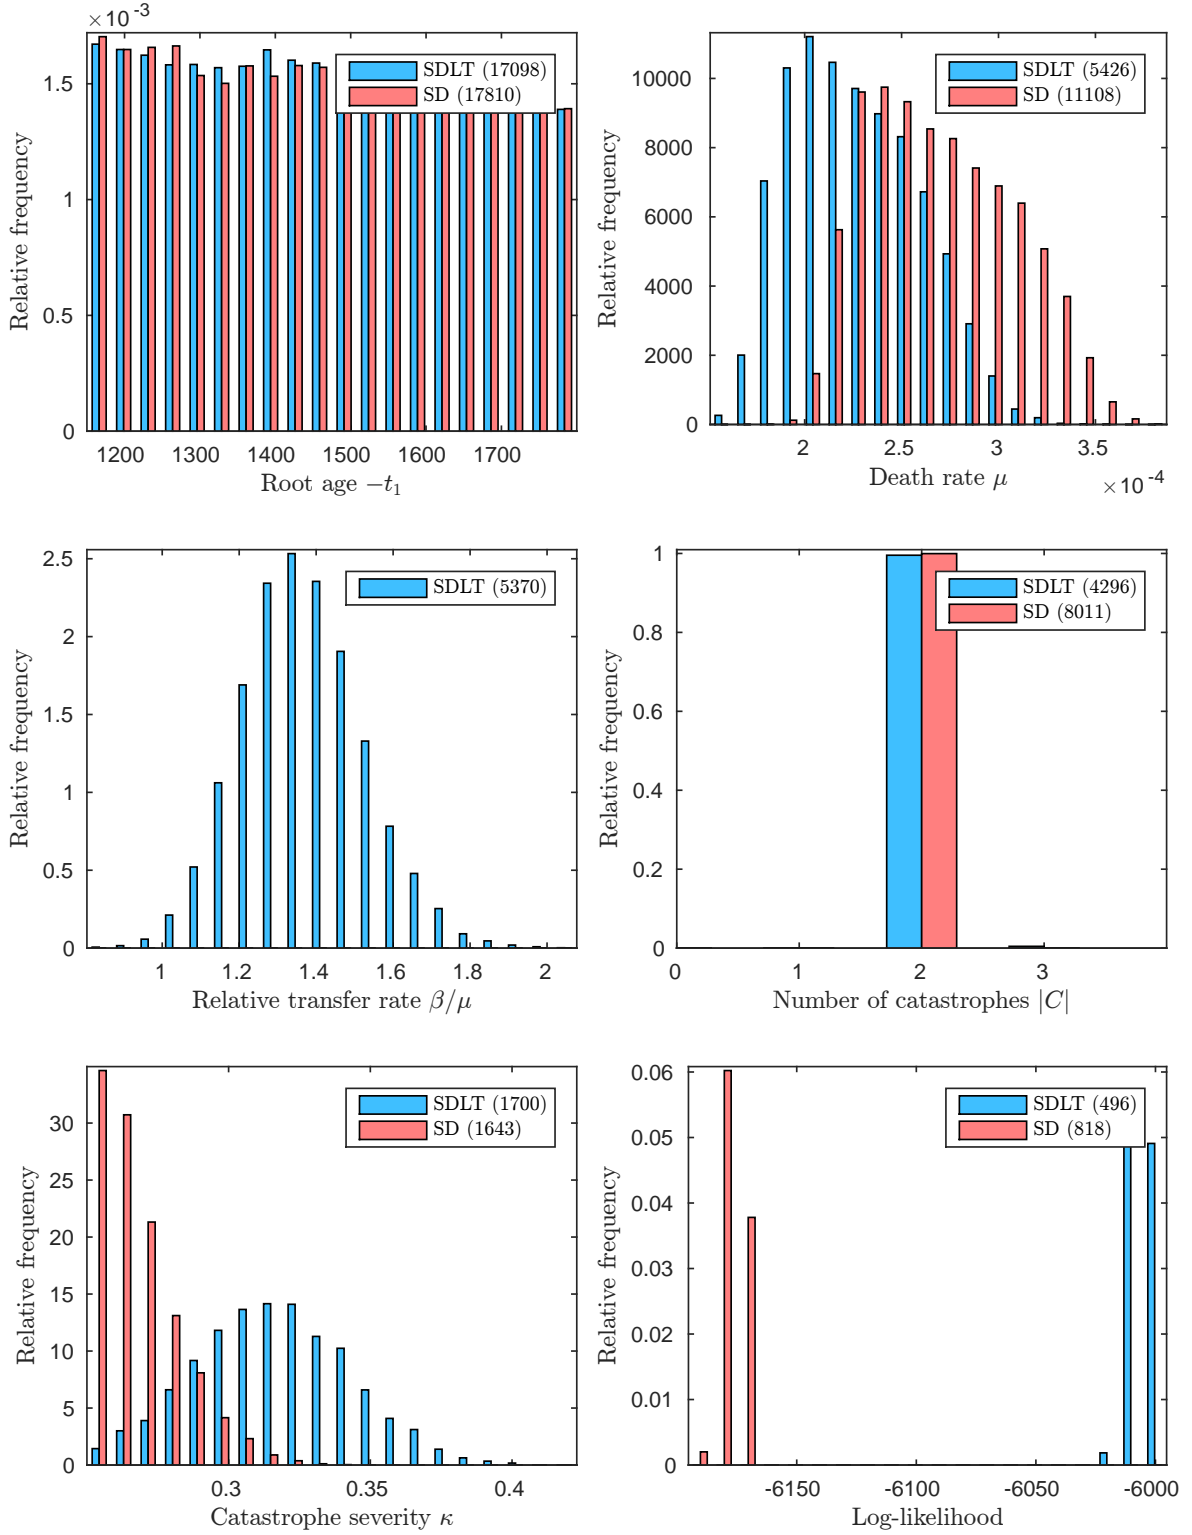 ×10⁻³
1.5
1
0.5
0
Relative frequency
SDLT (17098)
SD (17810)
1200 1300 1400 1500 1600 1700
Root age −t₁
10000
8000
6000
4000
2000
0
Relative frequency
SDLT (5426)
SD (11108)
2 2.5 3 3.5
Death rate μ
×10⁻⁴
2.5
2
1.5
1
0.5
0
Relative frequency
SDLT (5370)
1 1.2 1.4 1.6 1.8 2
Relative transfer rate β/μ
1
0.8
0.6
0.4
0.2
0
Relative frequency
SDLT (4296)
SD (8011)
0 1 2 3
Number of catastrophes |C|
30
25
20
15
10
5
0
Relative frequency
SDLT (1700)
SD (1643)
0.3 0.35 0.4
Catastrophe severity κ
0.06
0.05
0.04
0.03
0.02
0.01
0
Relative frequency
SDLT (496)
SD (818)
-6150 -6100 -6050 -6000
Log-likelihood